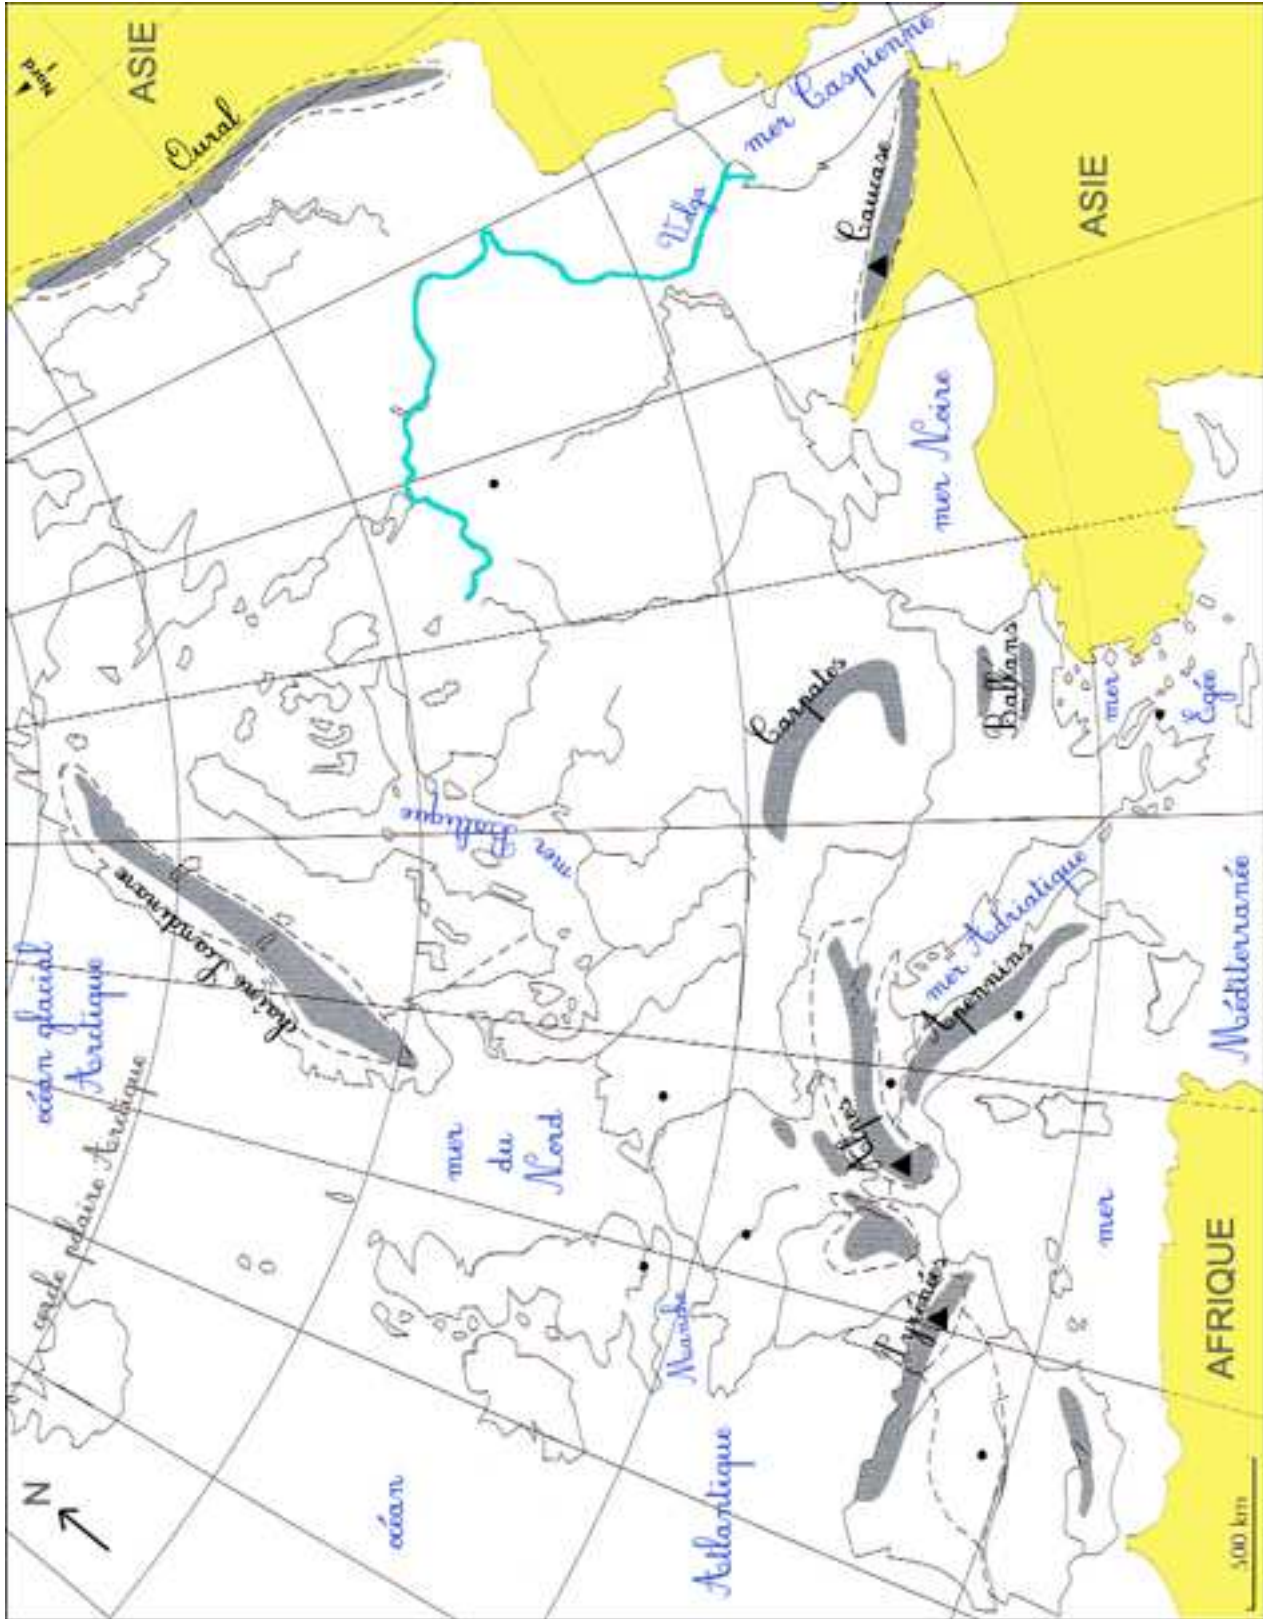 N
océan glacial
Arctique
cercle polaire Arctique
chaîne Scandinave
Oural
ASIE
Nord
océan
Atlantique
mer
du
Nord
Manche
mer
Baltique
Volga
mer Caspienne
Caucase
ASIE
mer Noire
Carpates
Balkans
Alpes
Pyrénées
Apennins
mer Adriatique
mer
Egée
mer
Méditerranée
AFRIQUE
500 km